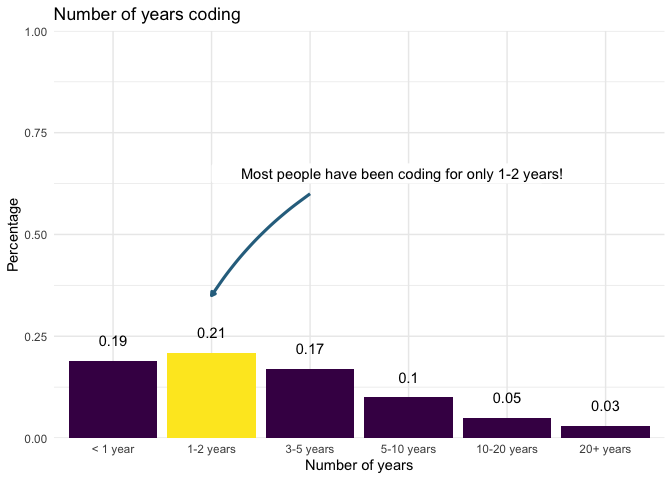 Number of years coding
1.00
0.75
Most people have been coding for only 1-2 years!
Percentage
0.50
0.25
0.19
0.21
0.17
0.1
0.05
0.03
0.00
< 1 year
1-2 years
3-5 years
5-10 years
10-20 years
20+ years
Number of years